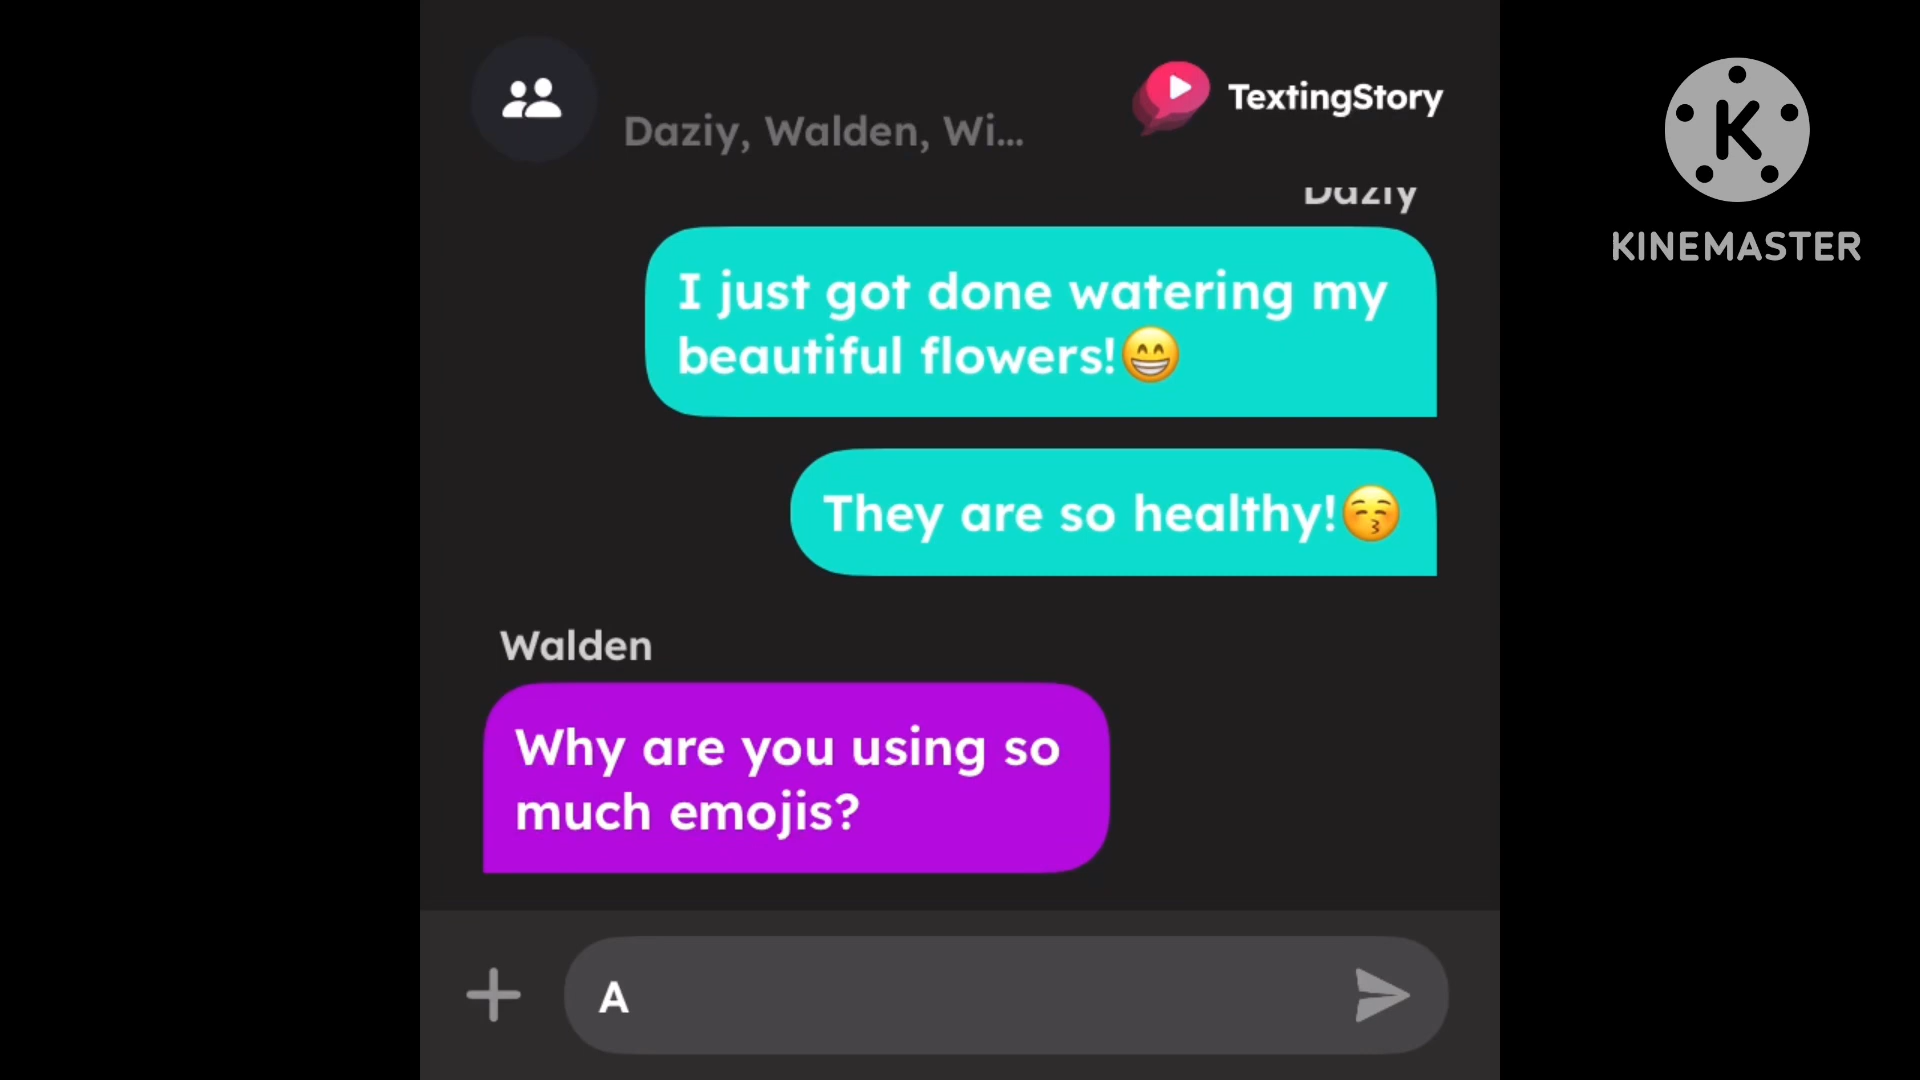 Daziy, Walden, Wi...
TextingStory
K
KINEMASTER
Daziy
I just got done watering my
beautiful flowers!😁
They are so healthy!😚
Walden
Why are you using so
much emojis?
A